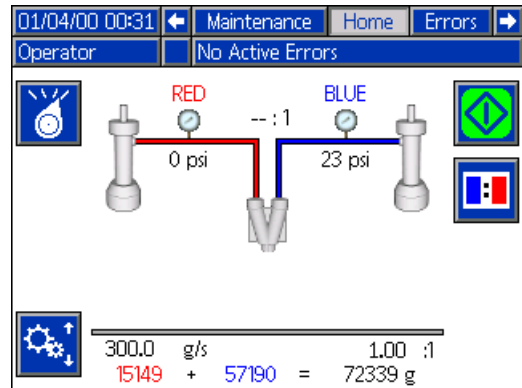 01/04/00 00:31 Maintenance Home Errors
Operator No Active Errors
RED -- : 1 BLUE
0 psi 23 psi
300.0 g/s 1.00 :1
15149 + 57190 = 72339 g